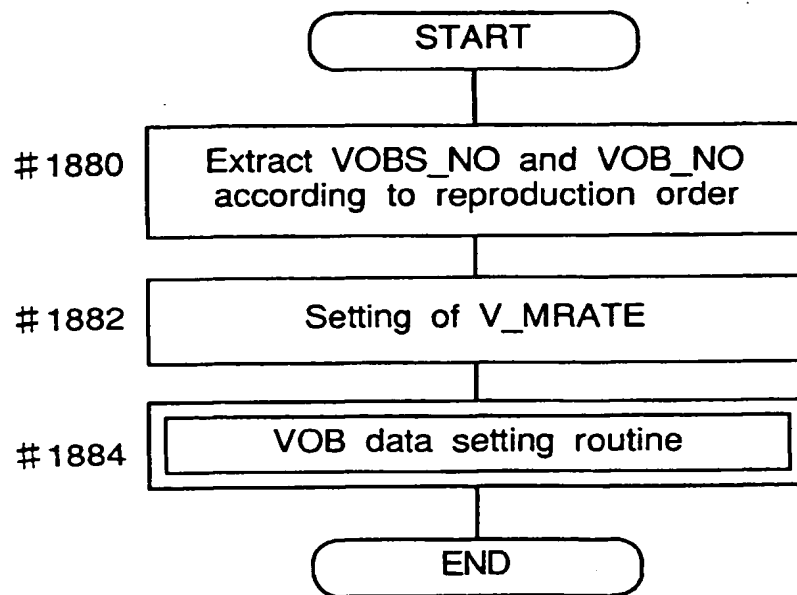 START
#1880
Extract VOBS_NO and VOB_NO
according to reproduction order
#1882
Setting of V_MRATE
#1884
VOB data setting routine
END